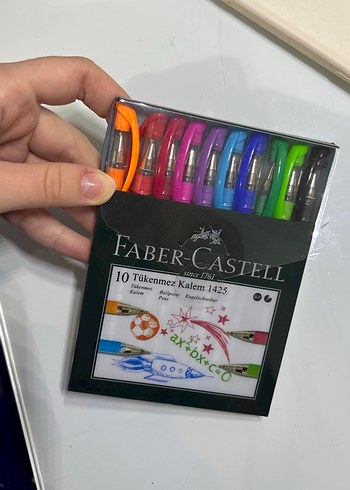 FABER-CASTELL
since 1761
10 Tükenmez Kalem 1425
Tükenmez Kalem
Ballpoint Pens
Kugelschreiber
ax²+bx+c=0